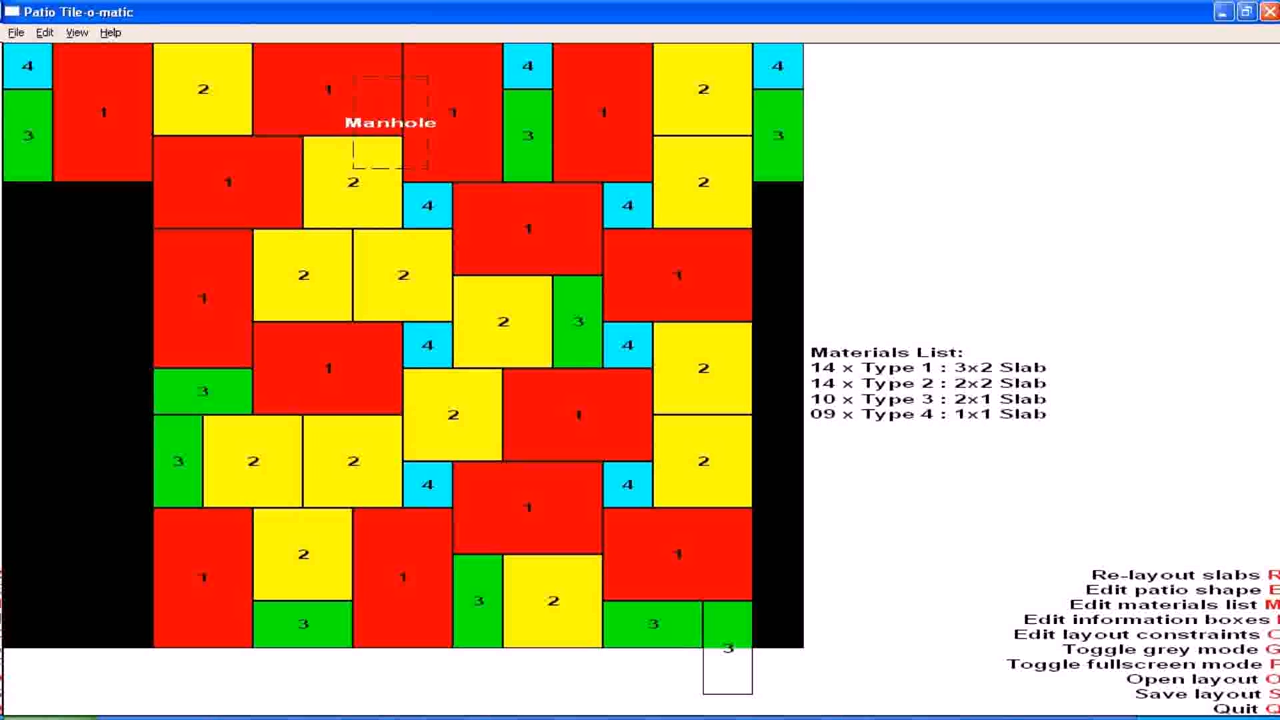 Patio Tile-o-matic
File Edit View Help
4 1 2 1 1 4 1 2 4
3 3 3
Manhole
1 2 4 1 4 2
1 2 2 1
2 3
1 4 4 2
3 2 1
3 2 2 4 4 2
1
1 2 1 1
3 3 2 3 3
Materials List:
14 x Type 1 : 3x2 Slab
14 x Type 2 : 2x2 Slab
10 x Type 3 : 2x1 Slab
09 x Type 4 : 1x1 Slab
Re-layout slabs R
Edit patio shape E
Edit materials list M
Edit information boxes I
Edit layout constraints C
Toggle grey mode G
Toggle fullscreen mode F
Open layout O
Save layout S
Quit Q